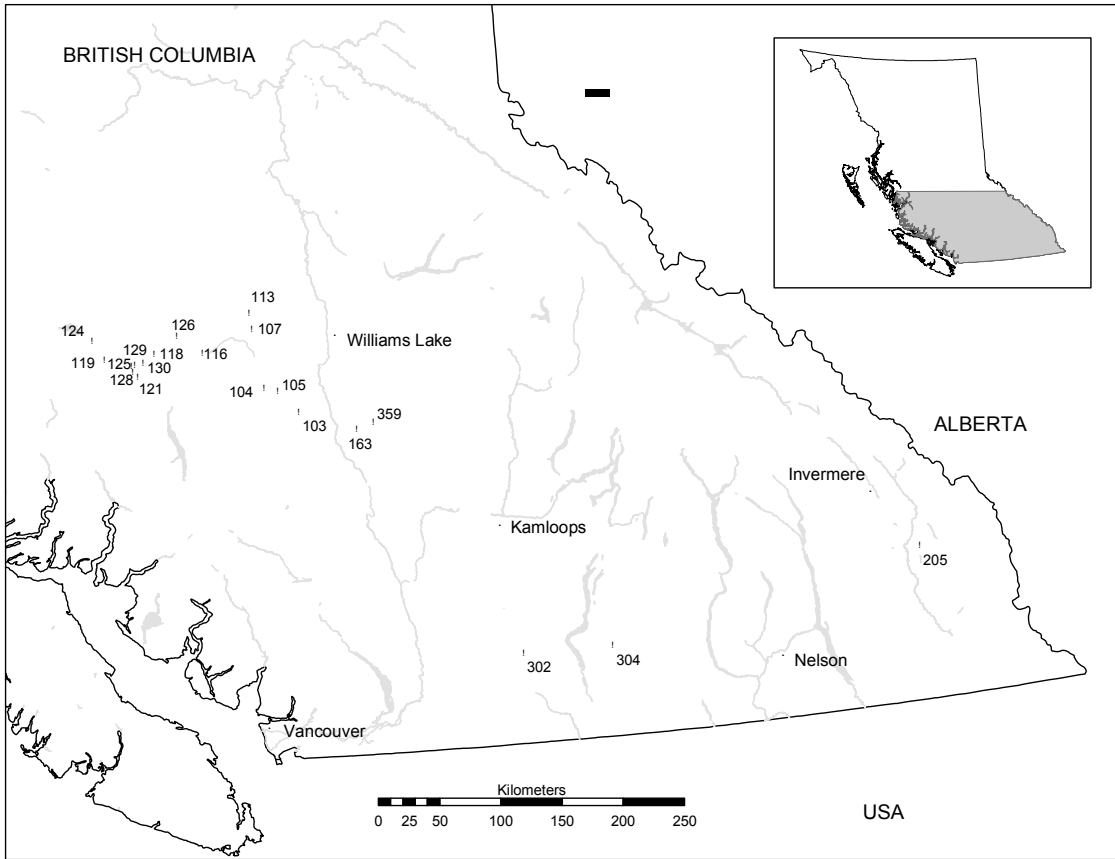 BRITISH COLUMBIA
113
124
126
107
Williams Lake
129
118
116
119
125
130
128
121
104
105
103
359
163
ALBERTA
Invermere
Kamloops
205
302
304
Nelson
Vancouver
Kilometers
0 25 50 100 150 200 250
USA